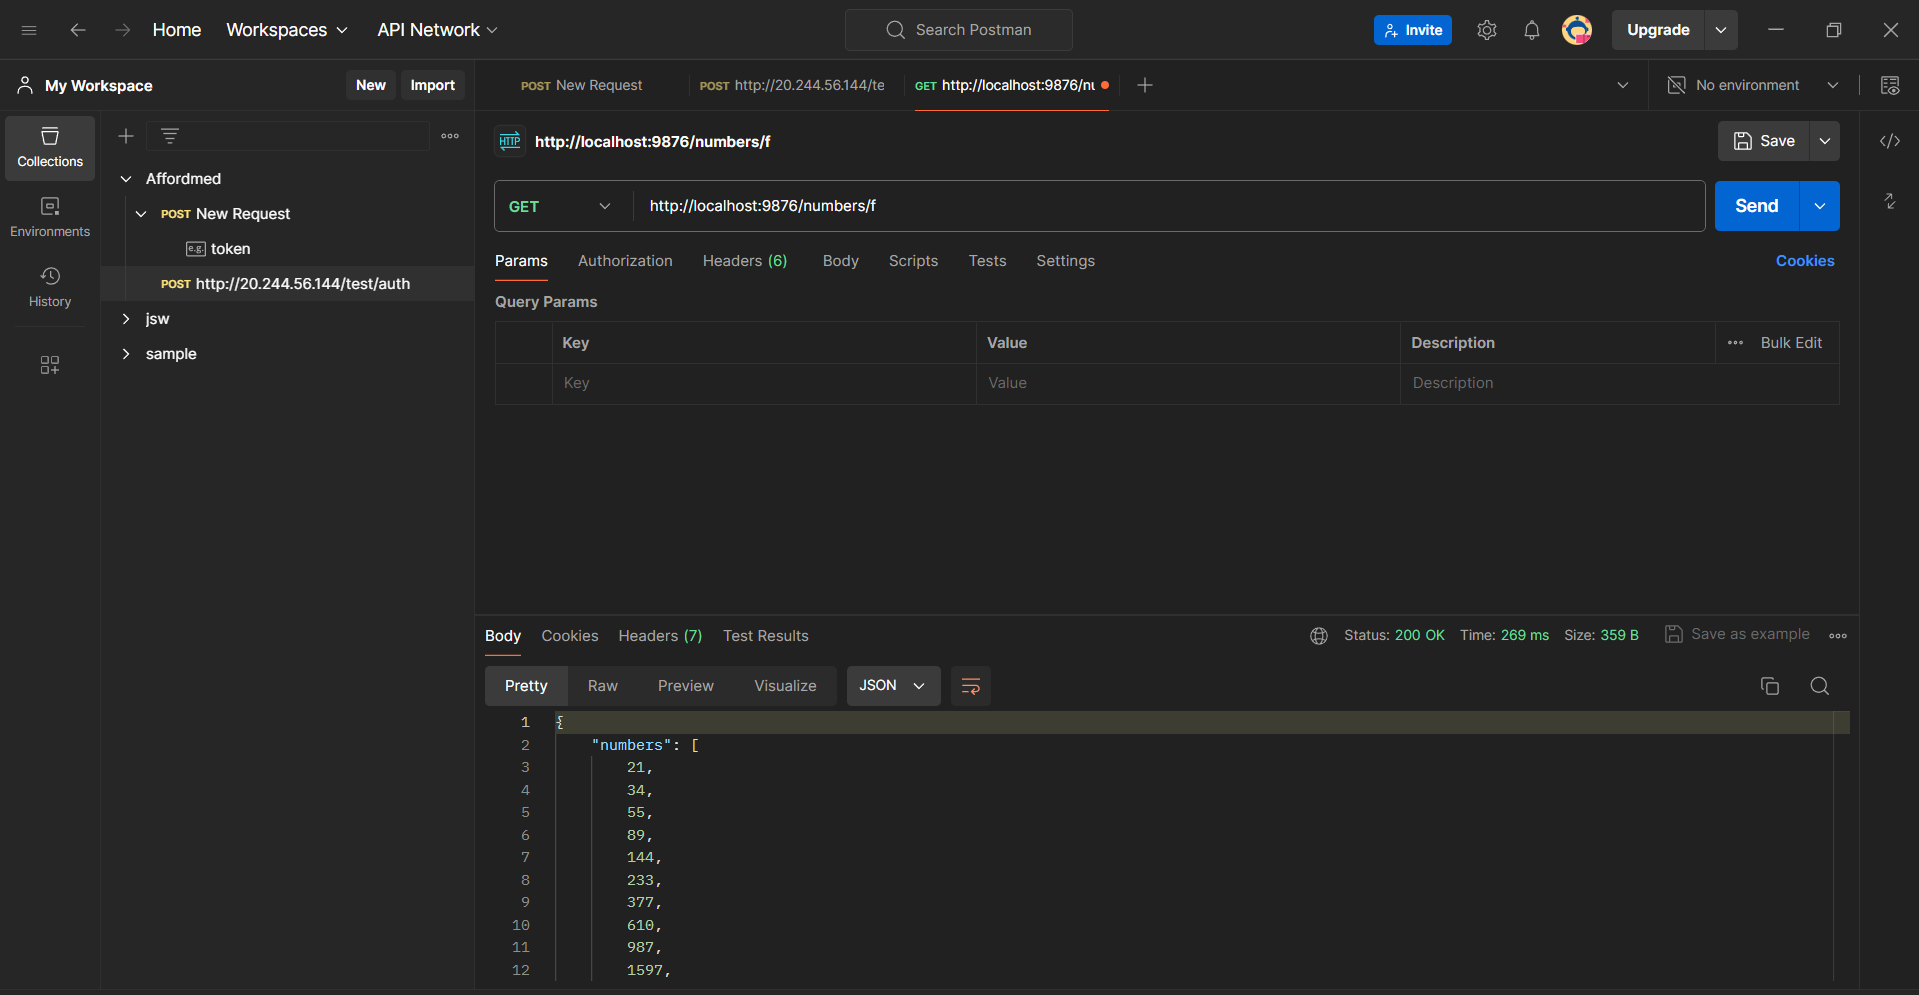 Home Workspaces API Network Search Postman Invite Upgrade
My Workspace New Import
POST New Request POST http://20.244.56.144/te GET http://localhost:9876/nu No environment
Collections
Environments
History
Affordmed
POST New Request
e.g. token
POST http://20.244.56.144/test/auth
jsw
sample
HTTP http://localhost:9876/numbers/f Save
GET http://localhost:9876/numbers/f Send
Params Authorization Headers (6) Body Scripts Tests Settings Cookies
Query Params
Key Value Description Bulk Edit
Key Value Description
Body Cookies Headers (7) Test Results Status: 200 OK Time: 269 ms Size: 359 B Save as example
Pretty Raw Preview Visualize JSON
1 {
2 "numbers": [
3 21,
4 34,
5 55,
6 89,
7 144,
8 233,
9 377,
10 610,
11 987,
12 1597,